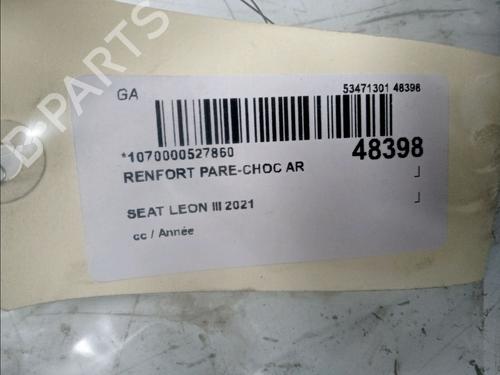 GA
53471301 48398
*1070000527860
48398
RENFORT PARE-CHOC AR
SEAT LEON III 2021
cc / Année
B PARTS